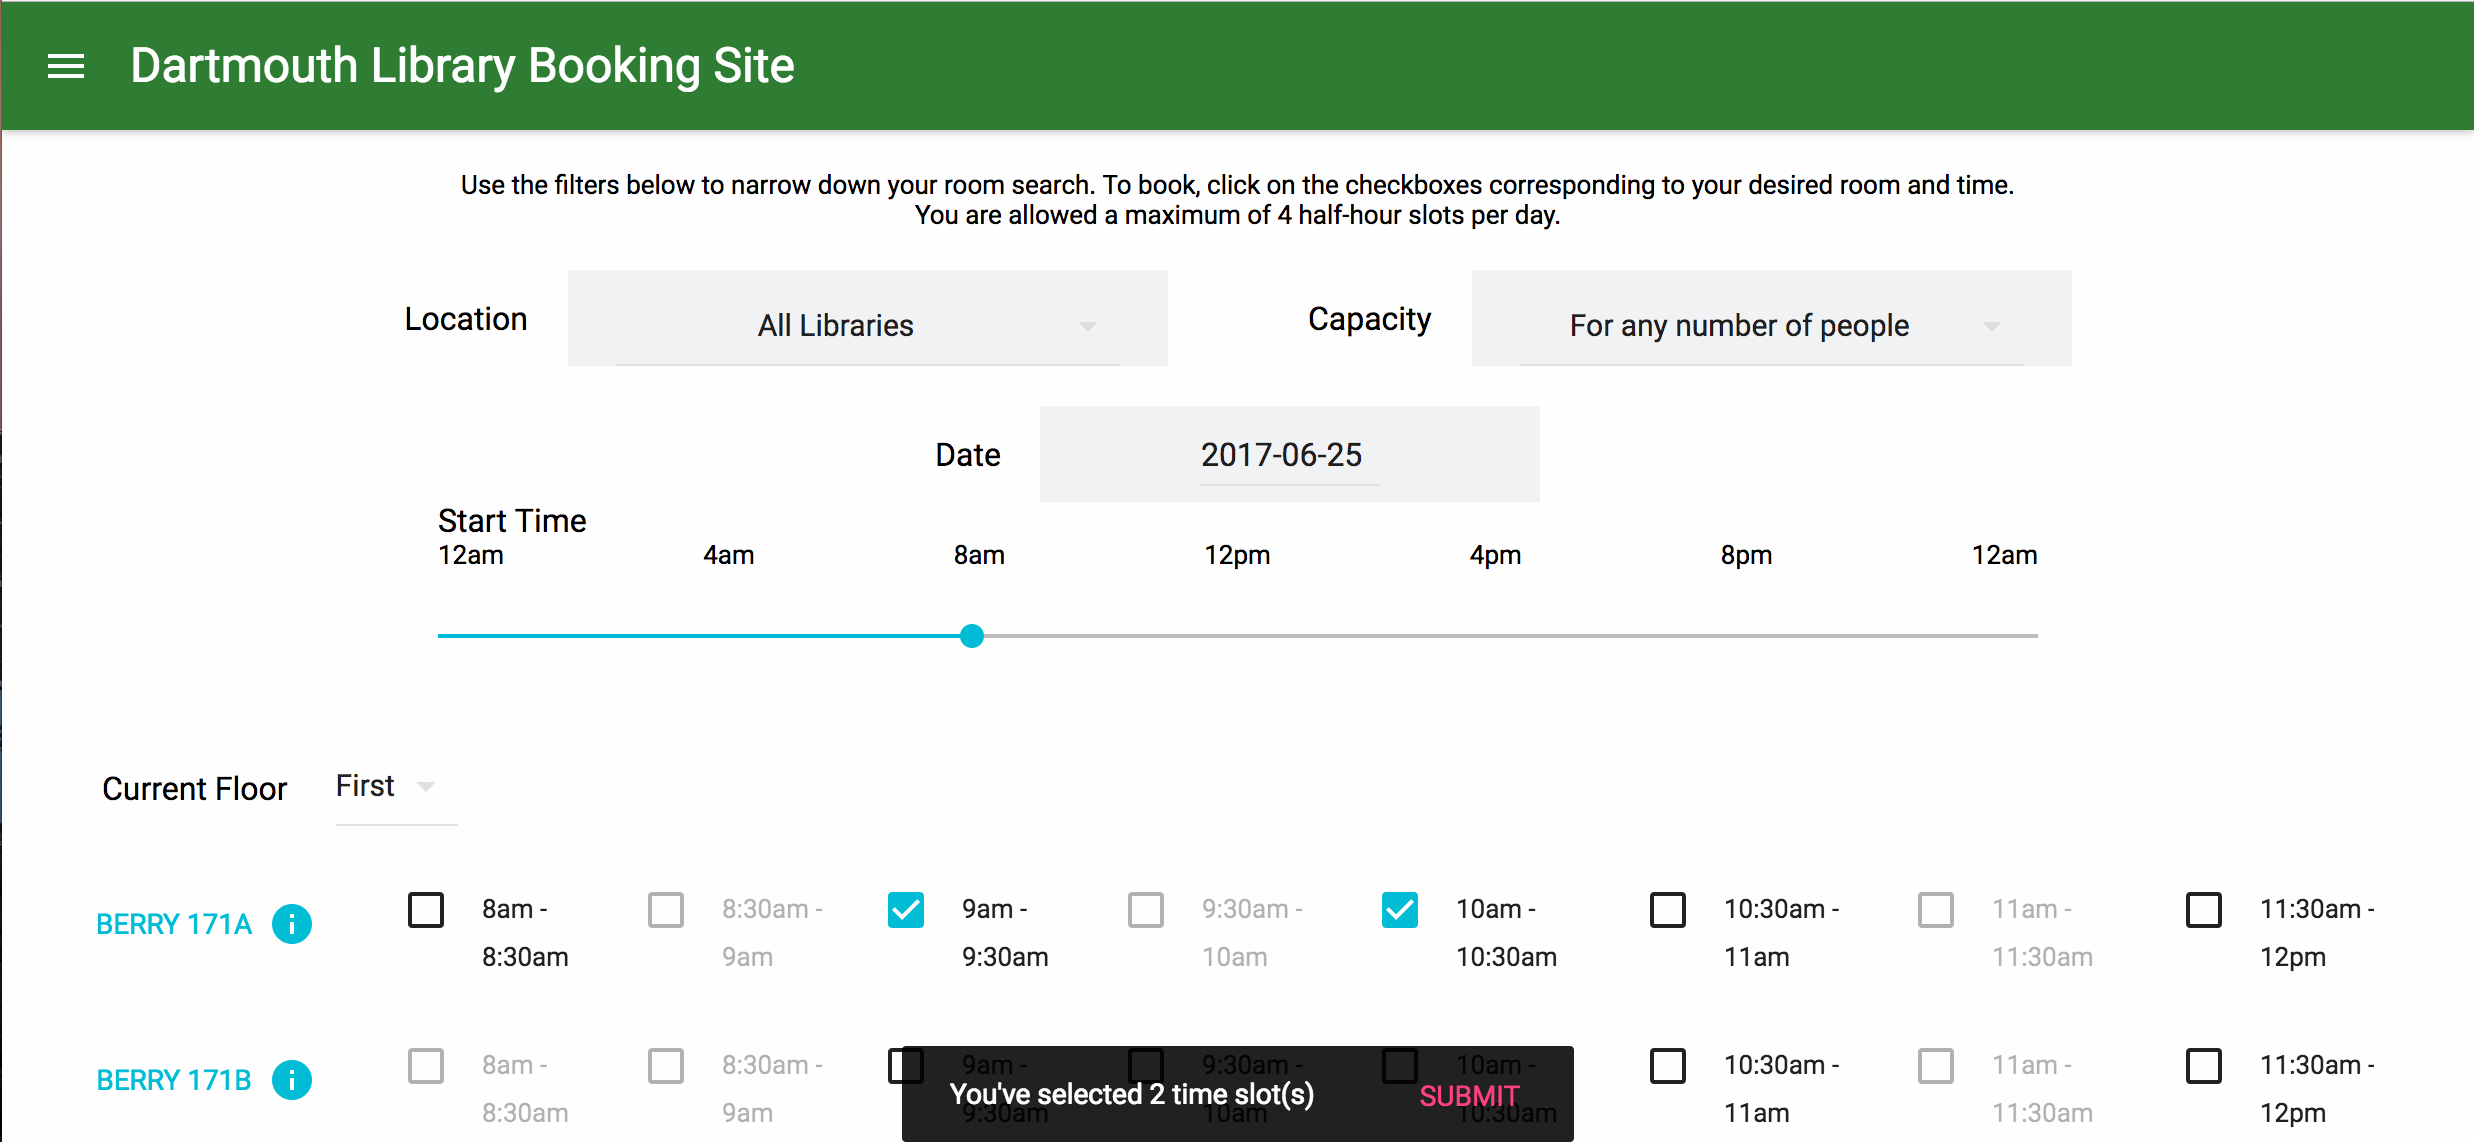 Dartmouth Library Booking Site
Use the filters below to narrow down your room search. To book, click on the checkboxes corresponding to your desired room and time.
You are allowed a maximum of 4 half-hour slots per day.
Location
All Libraries
Capacity
For any number of people
Date
2017-06-25
Start Time
12am 4am 8am 12pm 4pm 8pm 12am
Current Floor
First
BERRY 171A
8am -
8:30am
8:30am -
9am
9am -
9:30am
9:30am -
10am
10am -
10:30am
10:30am -
11am
11am -
11:30am
11:30am -
12pm
BERRY 171B
8am -
8:30am
8:30am -
9am
9am -
9:30am
9:30am -
10am
10am -
10:30am
10:30am -
11am
11am -
11:30am
11:30am -
12pm
You've selected 2 time slot(s)
SUBMIT